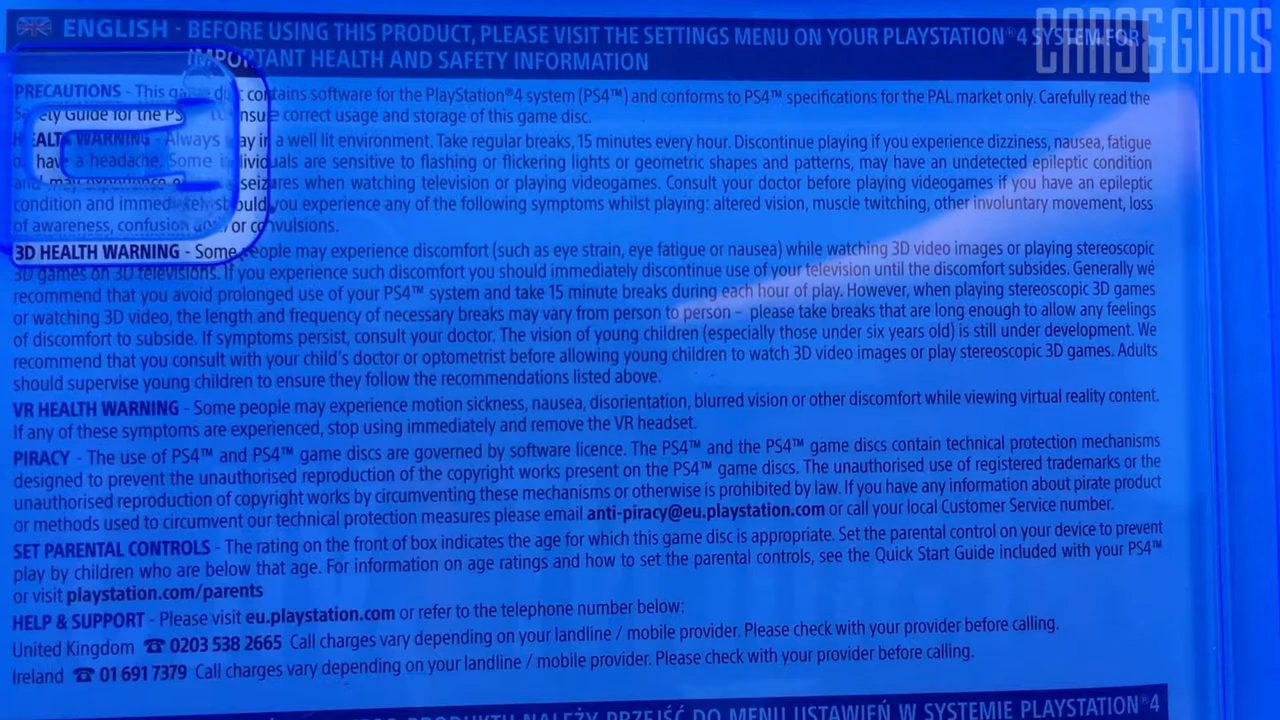 CARS&GUNS
ENGLISH - BEFORE USING THIS PRODUCT, PLEASE VISIT THE SETTINGS MENU ON YOUR PLAYSTATION®4 SYSTEM FOR
IMPORTANT HEALTH AND SAFETY INFORMATION
PRECAUTIONS - This game disc contains software for the PlayStation®4 system (PS4™) and conforms to PS4™ specifications for the PAL market only. Carefully read the
Safety Guide for the PS4™ to ensure correct usage and storage of this game disc.
HEALTH WARNING - Always play in a well lit environment. Take regular breaks, 15 minutes every hour. Discontinue playing if you experience dizziness, nausea, fatigue
or have a headache. Some individuals are sensitive to flashing or flickering lights or geometric shapes and patterns, may have an undetected epileptic condition
and may experience seizures when watching television or playing videogames. Consult your doctor before playing videogames if you have an epileptic
condition and immediately should you experience any of the following symptoms whilst playing: altered vision, muscle twitching, other involuntary movement, loss
of awareness, confusion and/or convulsions.
3D HEALTH WARNING - Some people may experience discomfort (such as eye strain, eye fatigue or nausea) while watching 3D video images or playing stereoscopic
3D games on 3D televisions. If you experience such discomfort you should immediately discontinue use of your television until the discomfort subsides. Generally we
recommend that you avoid prolonged use of your PS4™ system and take 15 minute breaks during each hour of play. However, when playing stereoscopic 3D games
or watching 3D video, the length and frequency of necessary breaks may vary from person to person – please take breaks that are long enough to allow any feelings
of discomfort to subside. If symptoms persist, consult your doctor. The vision of young children (especially those under six years old) is still under development. We
recommend that you consult with your child's doctor or optometrist before allowing young children to watch 3D video images or play stereoscopic 3D games. Adults
should supervise young children to ensure they follow the recommendations listed above.
VR HEALTH WARNING - Some people may experience motion sickness, nausea, disorientation, blurred vision or other discomfort while viewing virtual reality content.
If any of these symptoms are experienced, stop using immediately and remove the VR headset.
PIRACY - The use of PS4™ and PS4™ game discs are governed by software licence. The PS4™ and the PS4™ game discs contain technical protection mechanisms
designed to prevent the unauthorised reproduction of the copyright works present on the PS4™ game discs. The unauthorised use of registered trademarks or the
unauthorised reproduction of copyright works by circumventing these mechanisms or otherwise is prohibited by law. If you have any information about pirate product
or methods used to circumvent our technical protection measures please email anti-piracy@eu.playstation.com or call your local Customer Service number.
SET PARENTAL CONTROLS - The rating on the front of box indicates the age for which this game disc is appropriate. Set the parental control on your device to prevent
play by children who are below that age. For information on age ratings and how to set the parental controls, see the Quick Start Guide included with your PS4™
or visit playstation.com/parents
HELP & SUPPORT - Please visit eu.playstation.com or refer to the telephone number below:
United Kingdom ☎ 0203 538 2665 Call charges vary depending on your landline / mobile provider. Please check with your provider before calling.
Ireland ☎ 01 691 7379 Call charges vary depending on your landline / mobile provider. Please check with your provider before calling.
PRODUKTU NALEŻY PRZEJŚĆ DO MENU USTAWIEŃ W SYSTEMIE PLAYSTATION®4